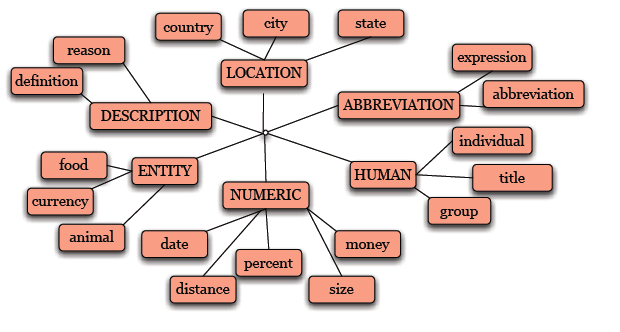 country
city
state
reason
LOCATION
expression
definition
abbreviation
ABBREVIATION
DESCRIPTION
individual
food
ENTITY
HUMAN
title
currency
NUMERIC
group
animal
date
money
percent
distance
size